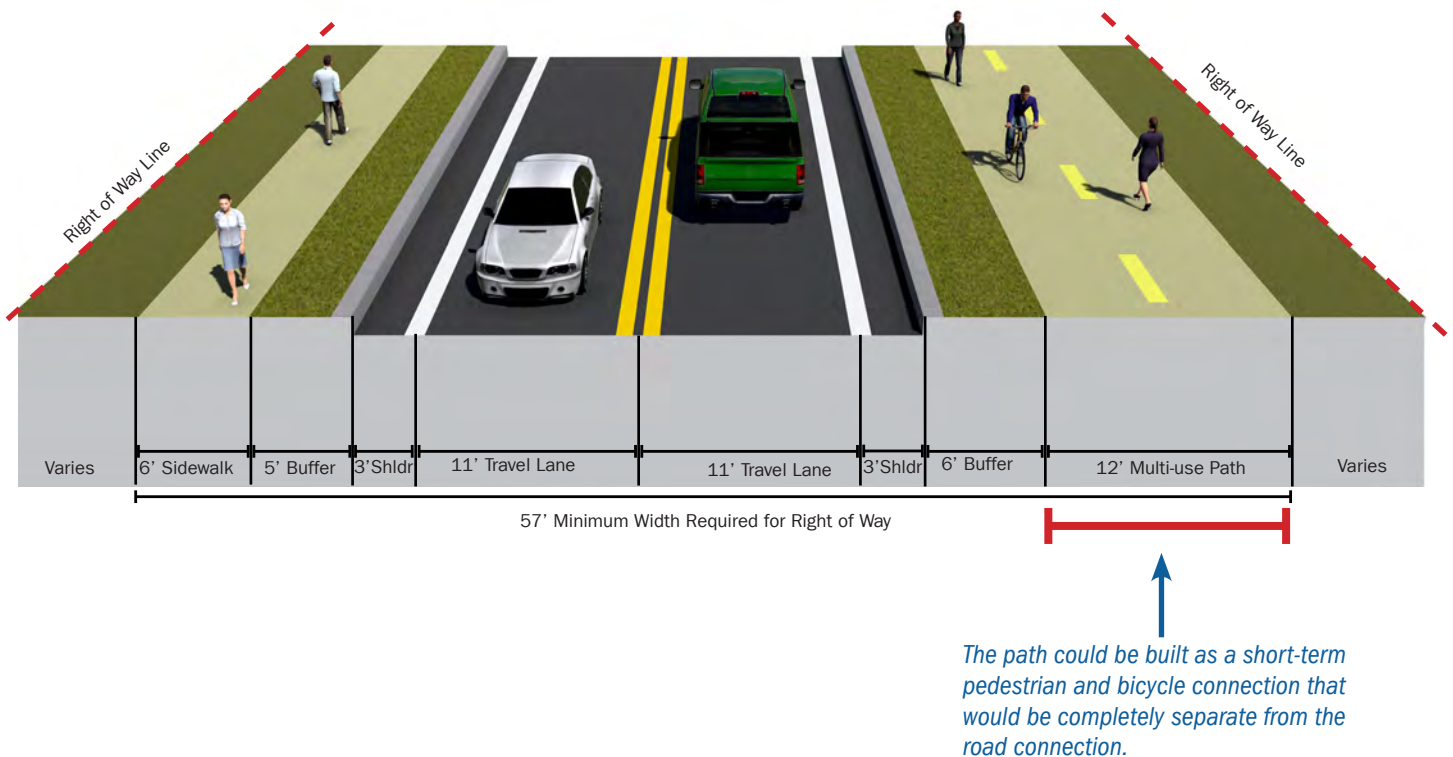 Right of Way Line
Right of Way Line
Varies
6’ Sidewalk
5’ Buffer
3’Shldr
11’ Travel Lane
11’ Travel Lane
3’Shldr
6’ Buffer
12’ Multi-use Path
Varies
57’ Minimum Width Required for Right of Way
The path could be built as a short-term
pedestrian and bicycle connection that
would be completely separate from the
road connection.